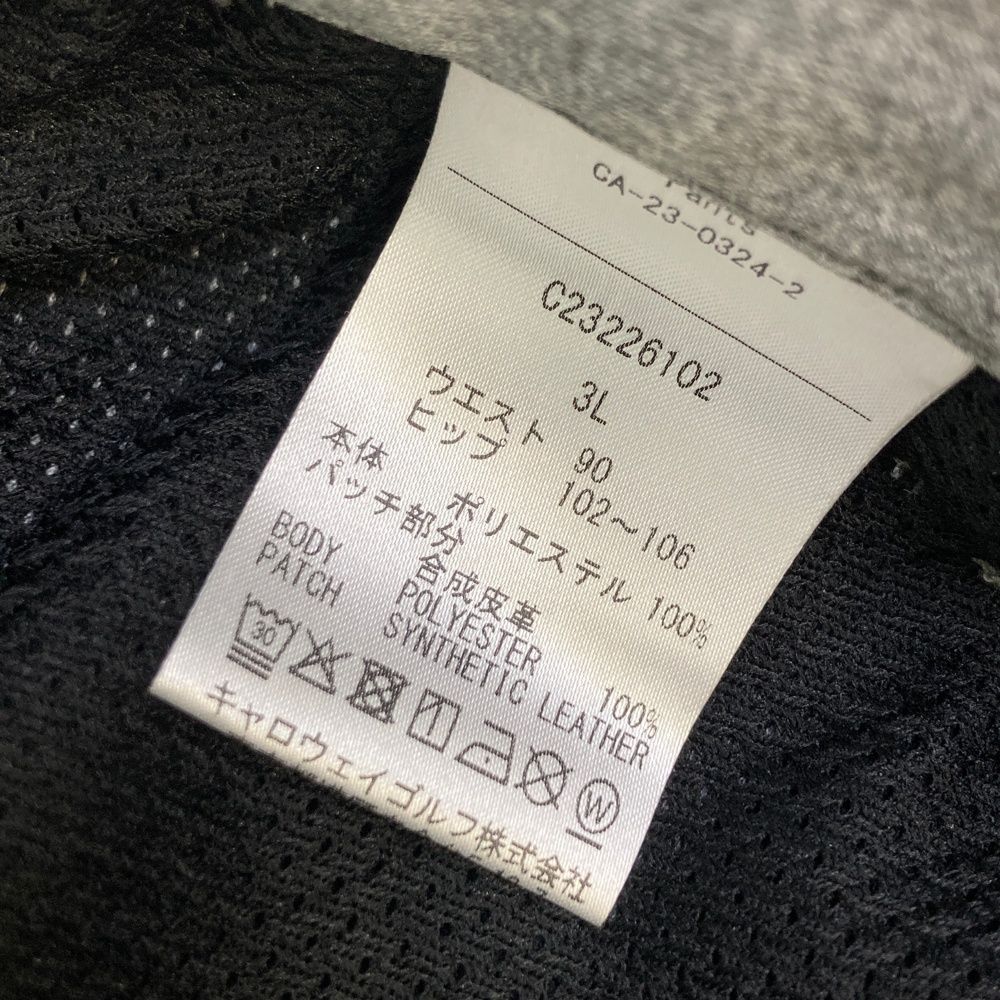 Pants
CA-23-0324-2
C23226102
3L
ウエスト 90
ヒップ 102〜106
本体 ポリエステル 100%
パッチ部分 合成皮革
BODY POLYESTER 100%
PATCH SYNTHETIC LEATHER
30 W
キャロウェイゴルフ株式会社